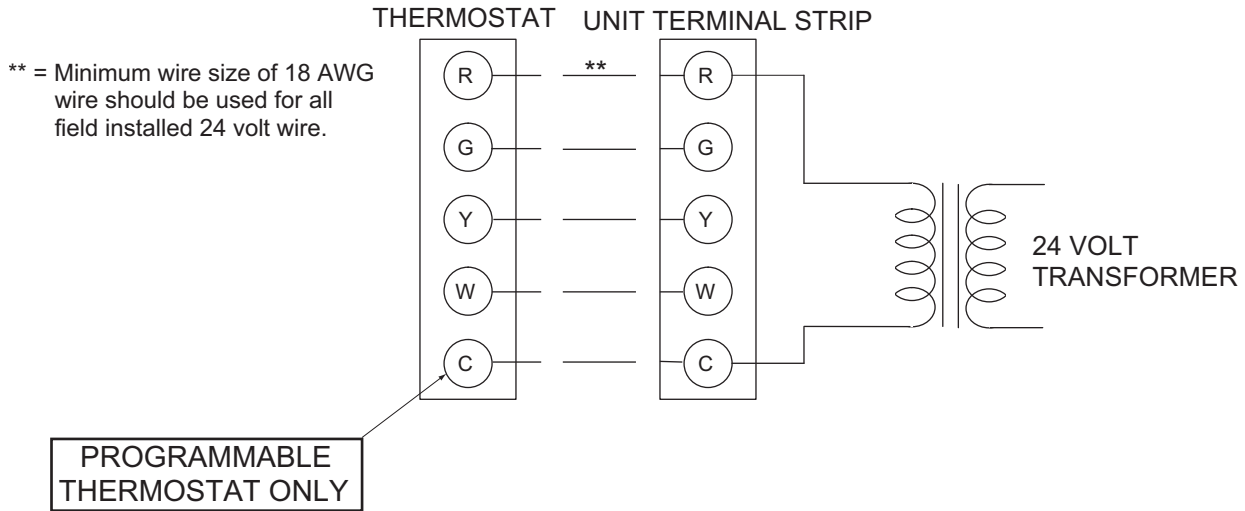 THERMOSTAT
UNIT TERMINAL STRIP
** = Minimum wire size of 18 AWG
wire should be used for all
field installed 24 volt wire.
**
R
R
G
G
Y
Y
W
W
C
C
24 VOLT
TRANSFORMER
PROGRAMMABLE
THERMOSTAT ONLY